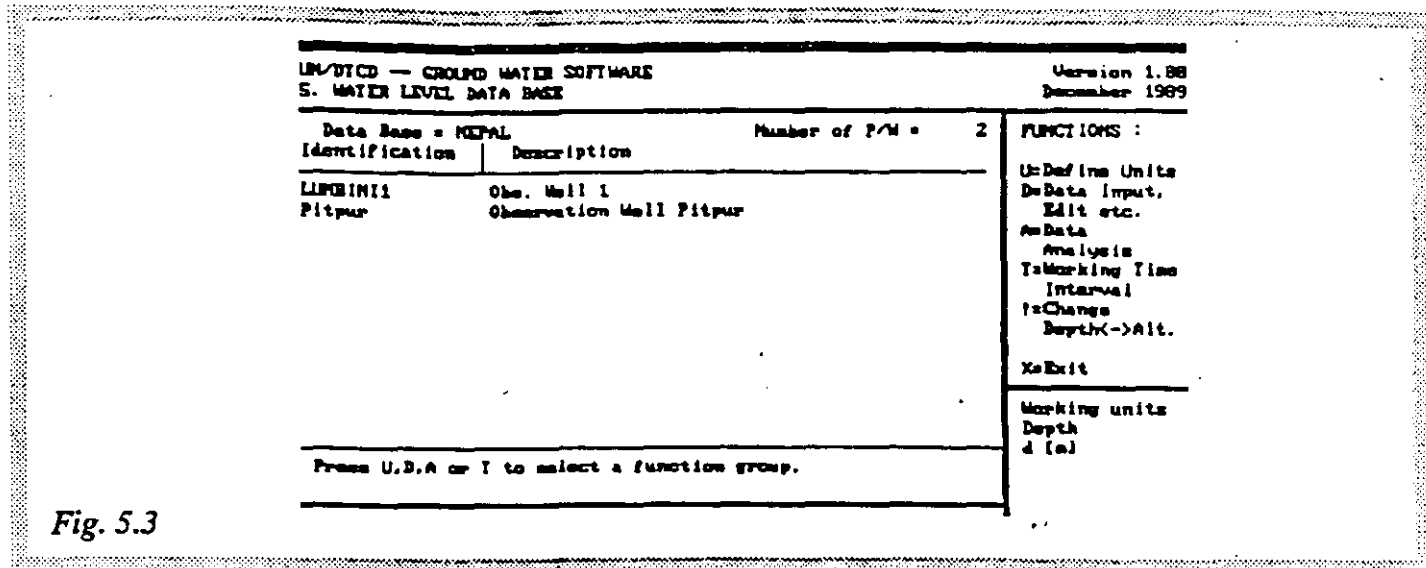 UN/DTCD — GROUND WATER SOFTWARE
5. WATER LEVEL DATA BASE
Version 1.00
December 1989
Data Base = NEPAL
Number of P/W = 2
Identification
Description
LUMBINI1
Obs. Well 1
Pitpur
Observation Well Pitpur
FUNCTIONS :
U=Define Units
D=Data Input,
Edit etc.
A=Data
Analysis
T=Working Time
Interval
!=Change
Depth<->Alt.
X=Exit
Working units
Depth
d [m]
Press U,D,A or T to select a function group.
Fig. 5.3